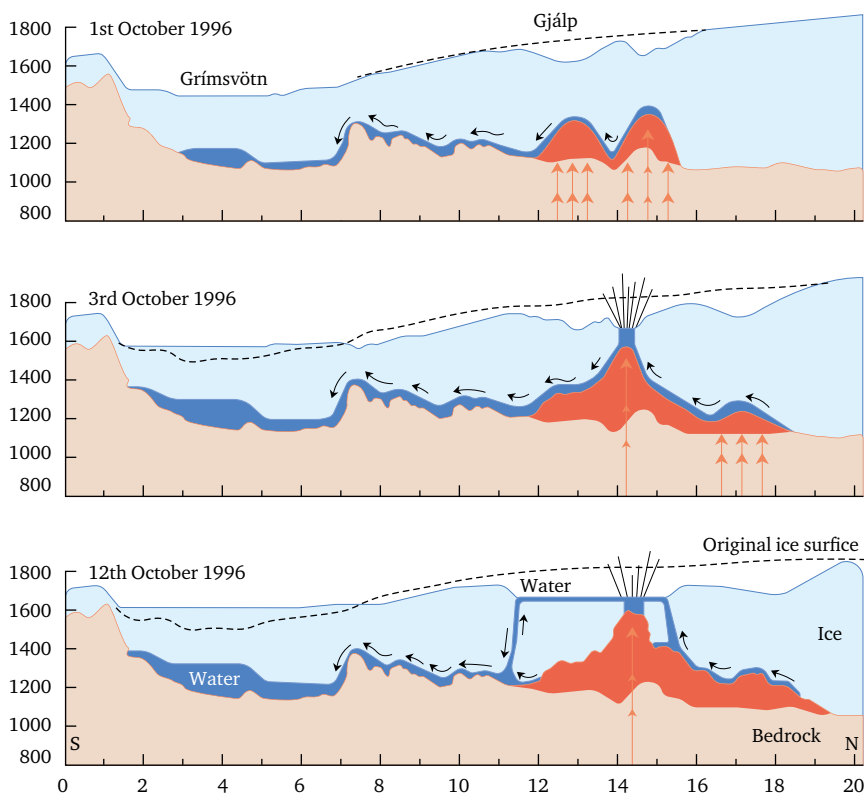 1st October 1996
Gjálp
Grímsvötn
1800
1600
1400
1200
1000
800
3rd October 1996
1800
1600
1400
1200
1000
800
Original ice surfice
12th October 1996
Water
1800
1600
1400
1200
1000
800
Ice
Water
Bedrock
S
N
0 2 4 6 8 10 12 14 16 18 20